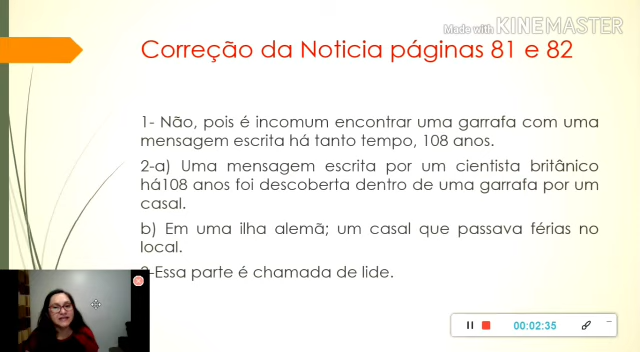 Made with KINEMASTER
Correção da Noticia páginas 81 e 82
1- Não, pois é incomum encontrar uma garrafa com uma
mensagem escrita há tanto tempo, 108 anos.
2-a) Uma mensagem escrita por um cientista britânico
há108 anos foi descoberta dentro de uma garrafa por um
casal.
b) Em uma ilha alemã; um casal que passava férias no
local.
-Essa parte é chamada de lide.
00:02:35